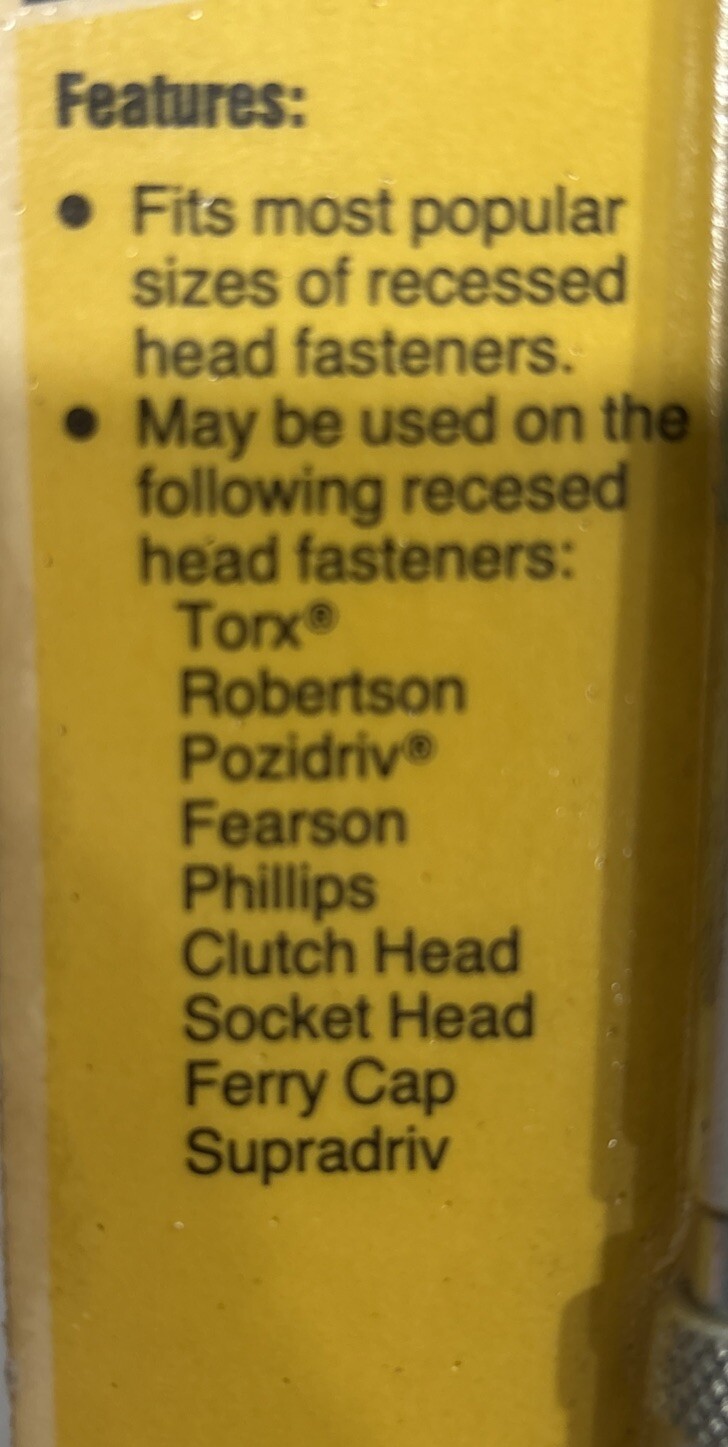 Features:
● Fits most popular
sizes of recessed
head fasteners.
● May be used on the
following recesed
head fasteners:
Torx®
Robertson
Pozidriv®
Fearson
Phillips
Clutch Head
Socket Head
Ferry Cap
Supradriv